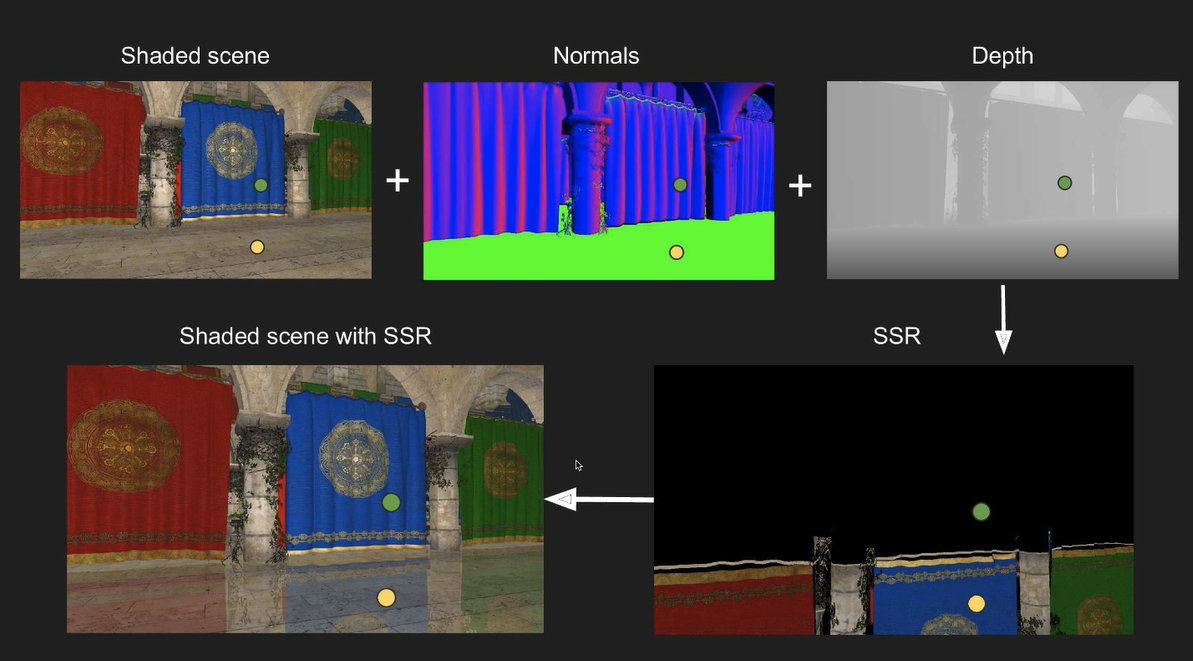 Shaded scene
Normals
Depth
+
+
Shaded scene with SSR
SSR